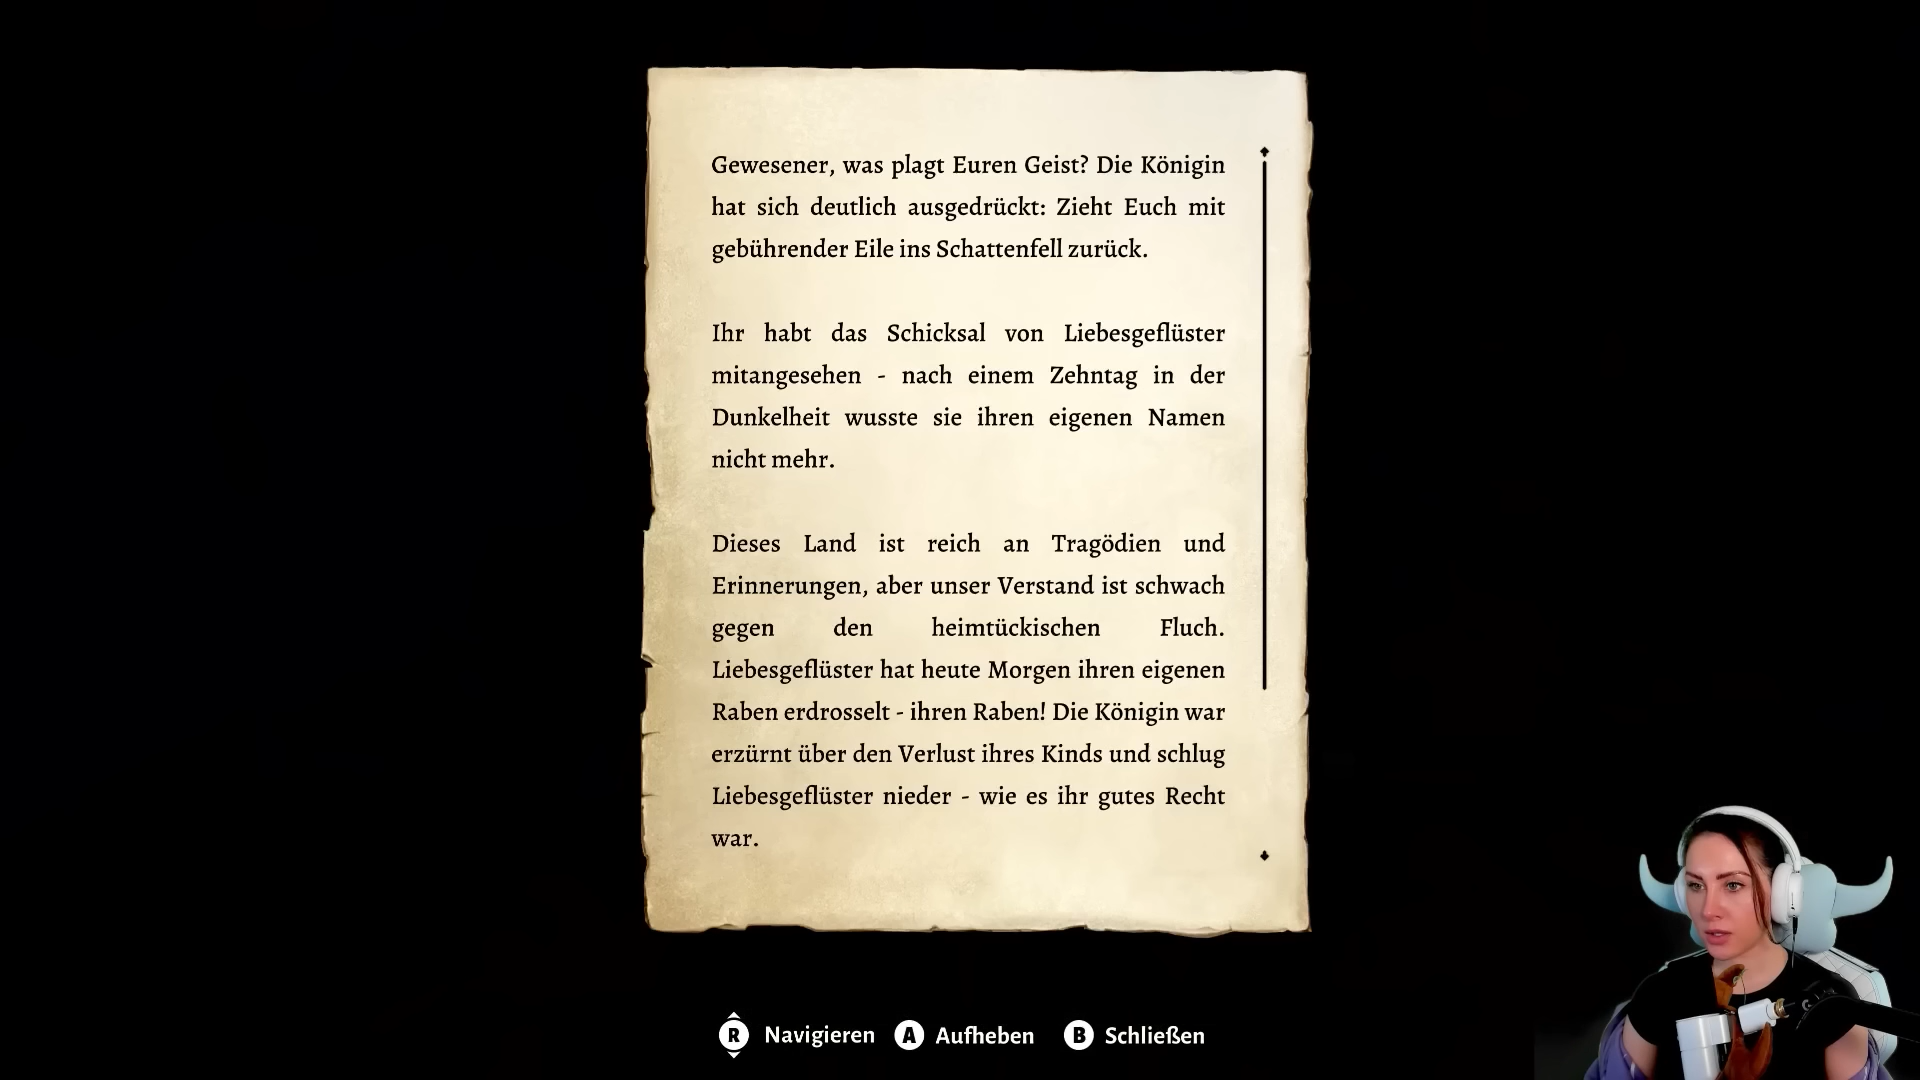 Gewesener, was plagt Euren Geist? Die Königin
hat sich deutlich ausgedrückt: Zieht Euch mit
gebührender Eile ins Schattenfell zurück.
Ihr habt das Schicksal von Liebesgeflüster
mitangesehen - nach einem Zehntag in der
Dunkelheit wusste sie ihren eigenen Namen
nicht mehr.
Dieses Land ist reich an Tragödien und
Erinnerungen, aber unser Verstand ist schwach
gegen den heimtückischen Fluch.
Liebesgeflüster hat heute Morgen ihren eigenen
Raben erdrosselt - ihren Raben! Die Königin war
erzürnt über den Verlust ihres Kinds und schlug
Liebesgeflüster nieder - wie es ihr gutes Recht
war.
R Navigieren A Aufheben B Schließen